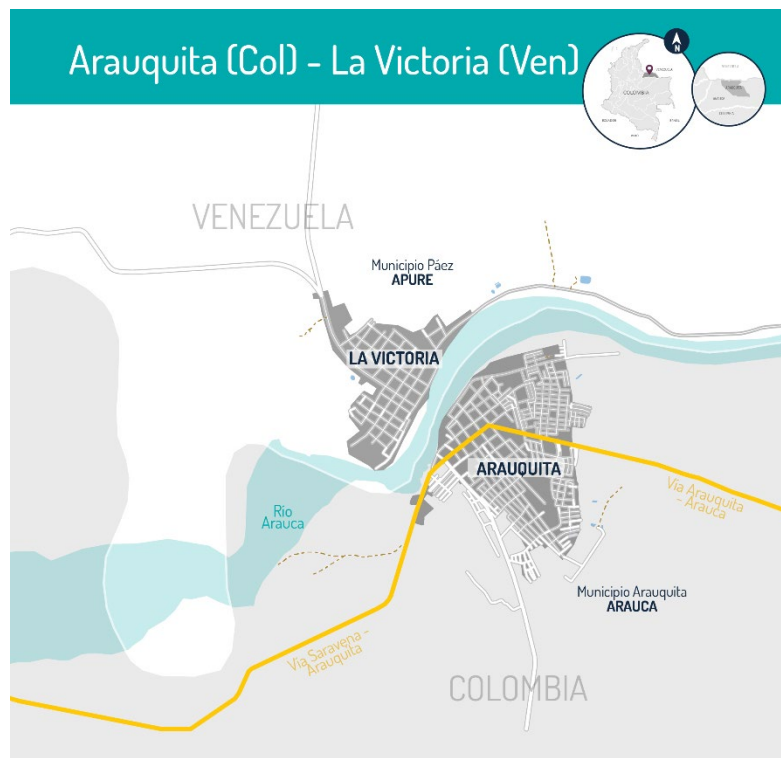 Arauquita (Col) - La Victoria (Ven)
N
COLOMBIA
VENEZUELA
Municipio Páez
APURE
LA VICTORIA
ARAUQUITA
Río
Arauca
Vía Arauquita
- Arauca
Municipio Arauquita
ARAUCA
Vía Saravena -
Arauquita
COLOMBIA